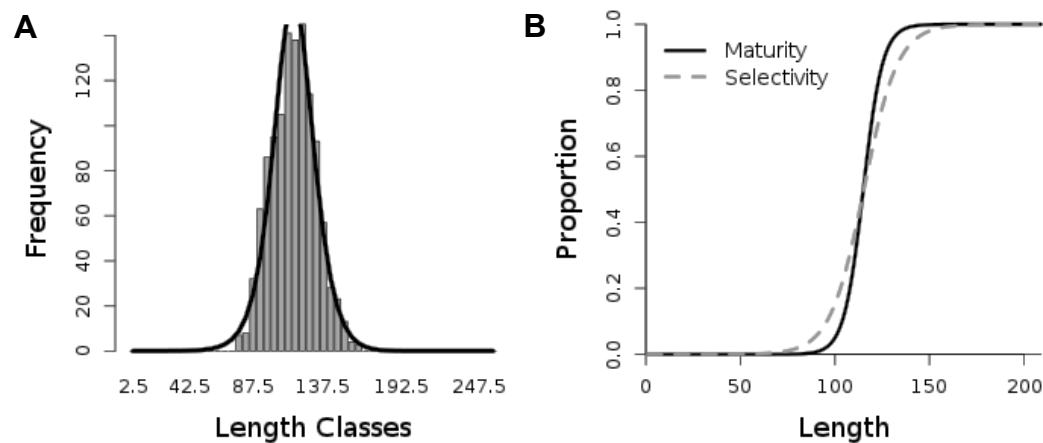 A
Frequency
0 20 40 60 80 120
2.5 42.5 87.5 137.5 192.5 247.5
Length Classes
B
Maturity
Selectivity
Proportion
0.0 0.2 0.4 0.6 0.8 1.0
0 50 100 150 200
Length